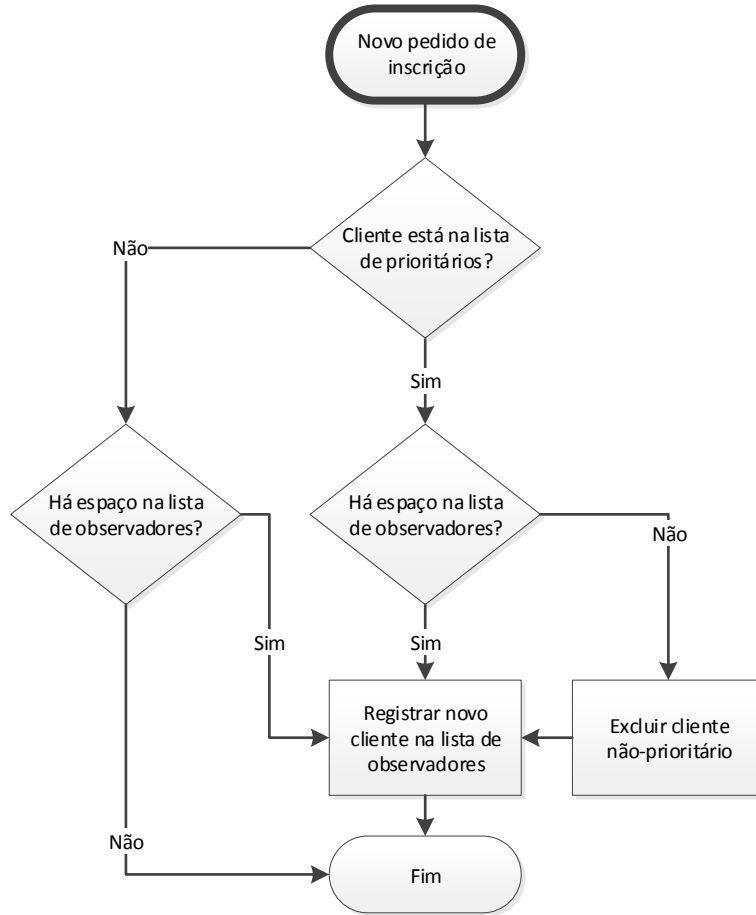 Novo pedido de
inscrição
Cliente está na lista
de prioritários?
Não
Sim
Há espaço na lista
de observadores?
Há espaço na lista
de observadores?
Não
Sim
Sim
Registrar novo
cliente na lista de
observadores
Excluir cliente
não-prioritário
Não
Fim